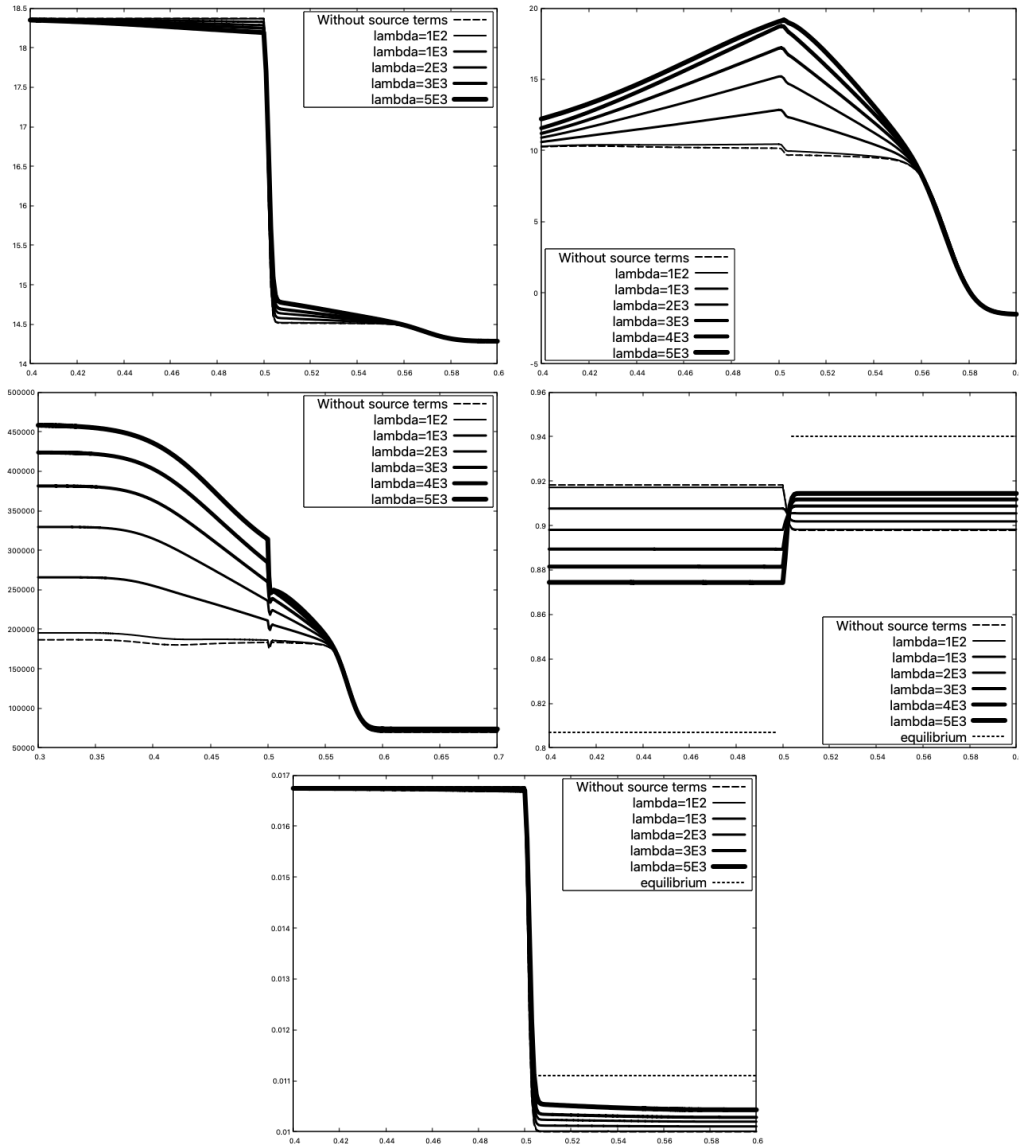 18.5
18
17.5
17
16.5
16
15.5
15
14.5
14
0.4
0.42
0.44
0.46
0.48
0.5
0.52
0.54
0.56
0.58
0.6
Without source terms
lambda=1E2
lambda=1E3
lambda=2E3
lambda=3E3
lambda=5E3
20
15
10
5
0
-5
0.4
0.42
0.44
0.46
0.48
0.5
0.52
0.54
0.56
0.58
0.
Without source terms
lambda=1E2
lambda=1E3
lambda=2E3
lambda=3E3
lambda=4E3
lambda=5E3
500000
450000
400000
350000
300000
250000
200000
150000
100000
50000
0.3
0.35
0.4
0.45
0.5
0.55
0.6
0.65
0.7
Without source terms
lambda=1E2
lambda=1E3
lambda=2E3
lambda=3E3
lambda=4E3
lambda=5E3
0.96
0.94
0.92
0.9
0.88
0.86
0.84
0.82
0.8
0.4
0.42
0.44
0.46
0.48
0.5
0.52
0.54
0.56
0.58
0.
Without source terms
lambda=1E2
lambda=1E3
lambda=2E3
lambda=3E3
lambda=4E3
lambda=5E3
equilibrium
0.017
0.016
0.015
0.014
0.013
0.012
0.011
0.01
0.4
0.42
0.44
0.46
0.48
0.5
0.52
0.54
0.56
0.58
0.6
Without source terms
lambda=1E2
lambda=1E3
lambda=2E3
lambda=3E3
lambda=5E3
equilibrium